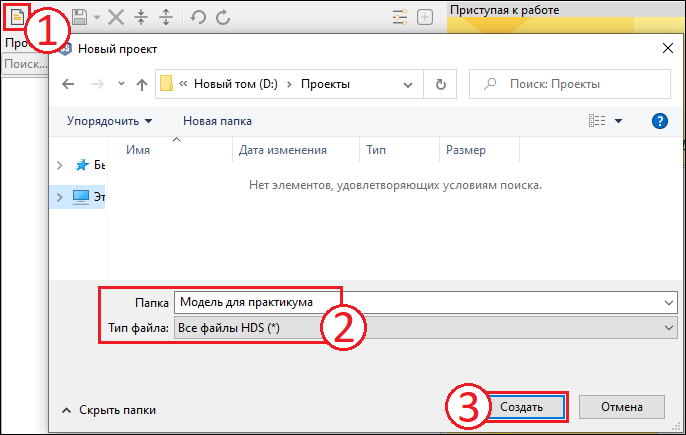 1
Приступая к работе
Про
Поиск...
Новый проект
« Новый том (D:) › Проекты
Поиск: Проекты
Упорядочить
Новая папка
?
Имя
Дата изменения
Тип
Размер
Бы
Эт
Нет элементов, удовлетворяющих условиям поиска.
Папка
Модель для практикума
Тип файла:
Все файлы HDS (*)
2
Скрыть папки
3
Создать
Отмена